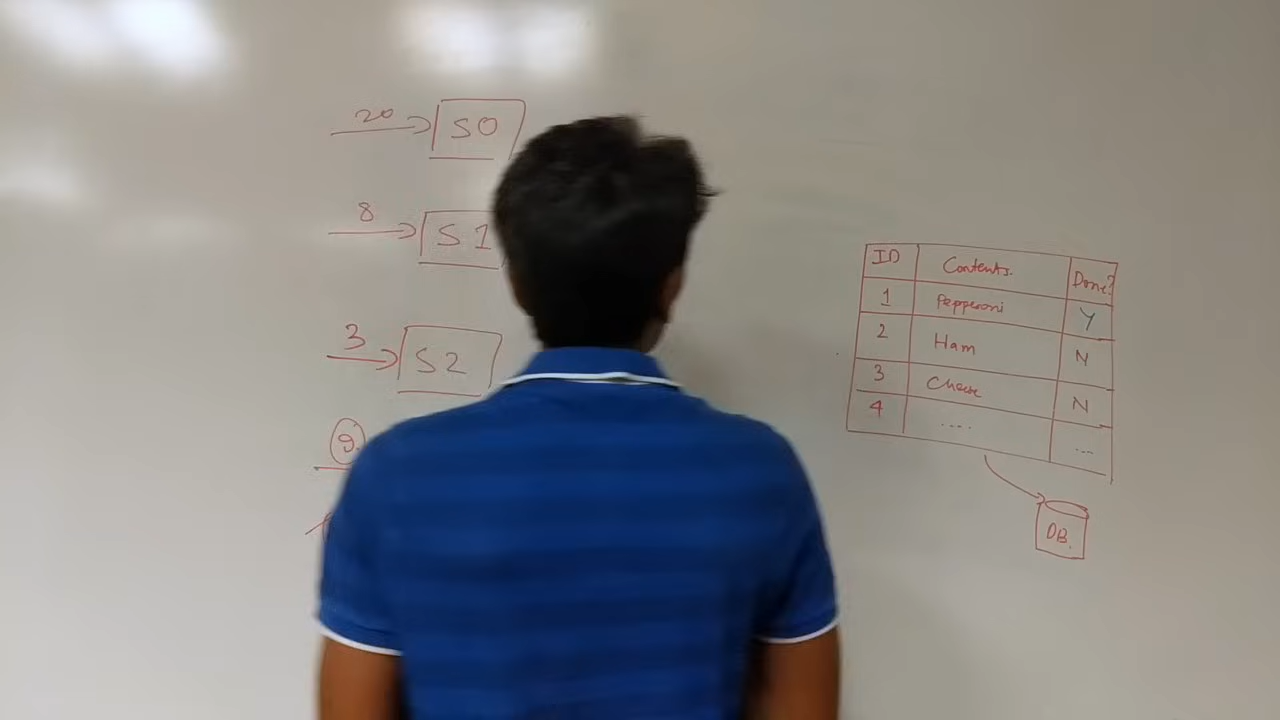 20
S0
8
S1
3
S2
9
ID Contents. Done?
1 Pepperoni Y
2 Ham N
3 Cheese N
4 .... ...
DB.